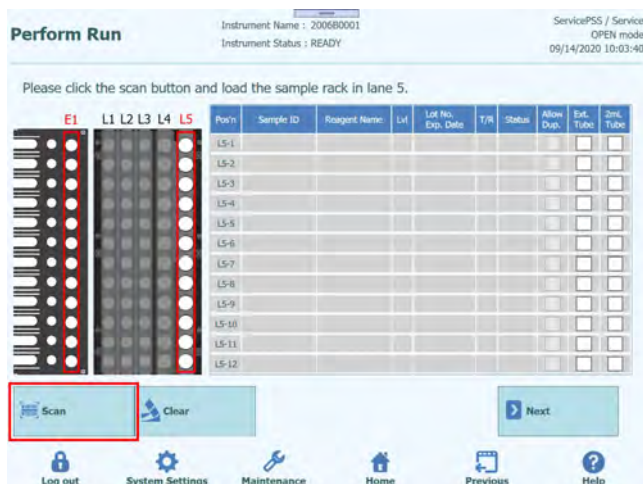 Perform Run
Instrument Name : 2006B0001
Instrument Status : READY
ServicePSS / Service
OPEN mode
09/14/2020 10:03:40
Please click the scan button and load the sample rack in lane 5.
E1 L1 L2 L3 L4 L5
Pos'n Sample ID Reagent Name Lvl Lot No. Exp. Date T/R Status Allow Dup. Ext. Tube 2mL Tube
L5-1
L5-2
L5-3
L5-4
L5-5
L5-6
L5-7
L5-8
L5-9
L5-10
L5-11
L5-12
Scan Clear Next
Log out System Settings Maintenance Home Previous Help